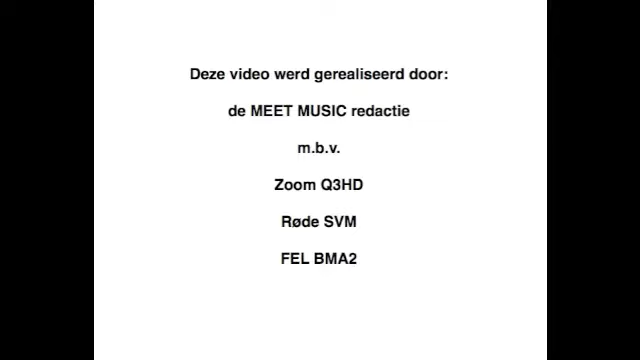 Deze video werd gerealiseerd door:
de MEET MUSIC redactie
m.b.v.
Zoom Q3HD
Røde SVM
FEL BMA2